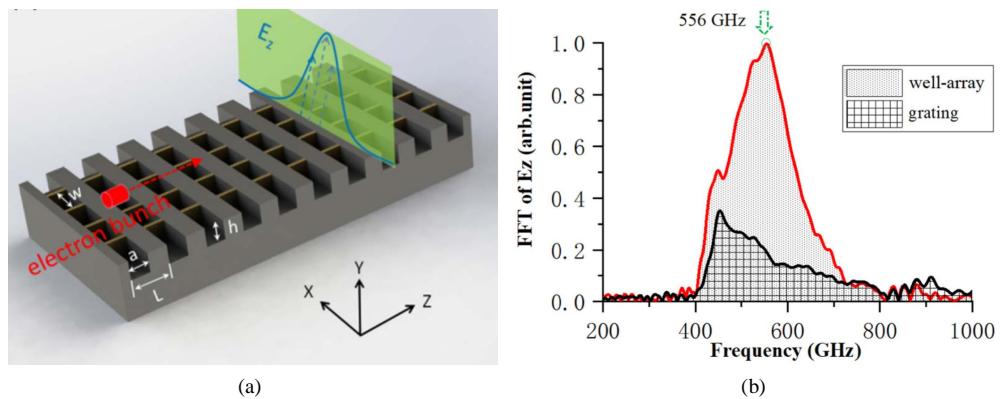 E_z
w
electron bunch
h
a
L
Y
X
Z
(a)
556 GHz
well-array
grating
FFT of Ez (arb.unit)
1.0
0.8
0.6
0.4
0.2
0.0
200
400
600
800
1000
Frequency (GHz)
(b)